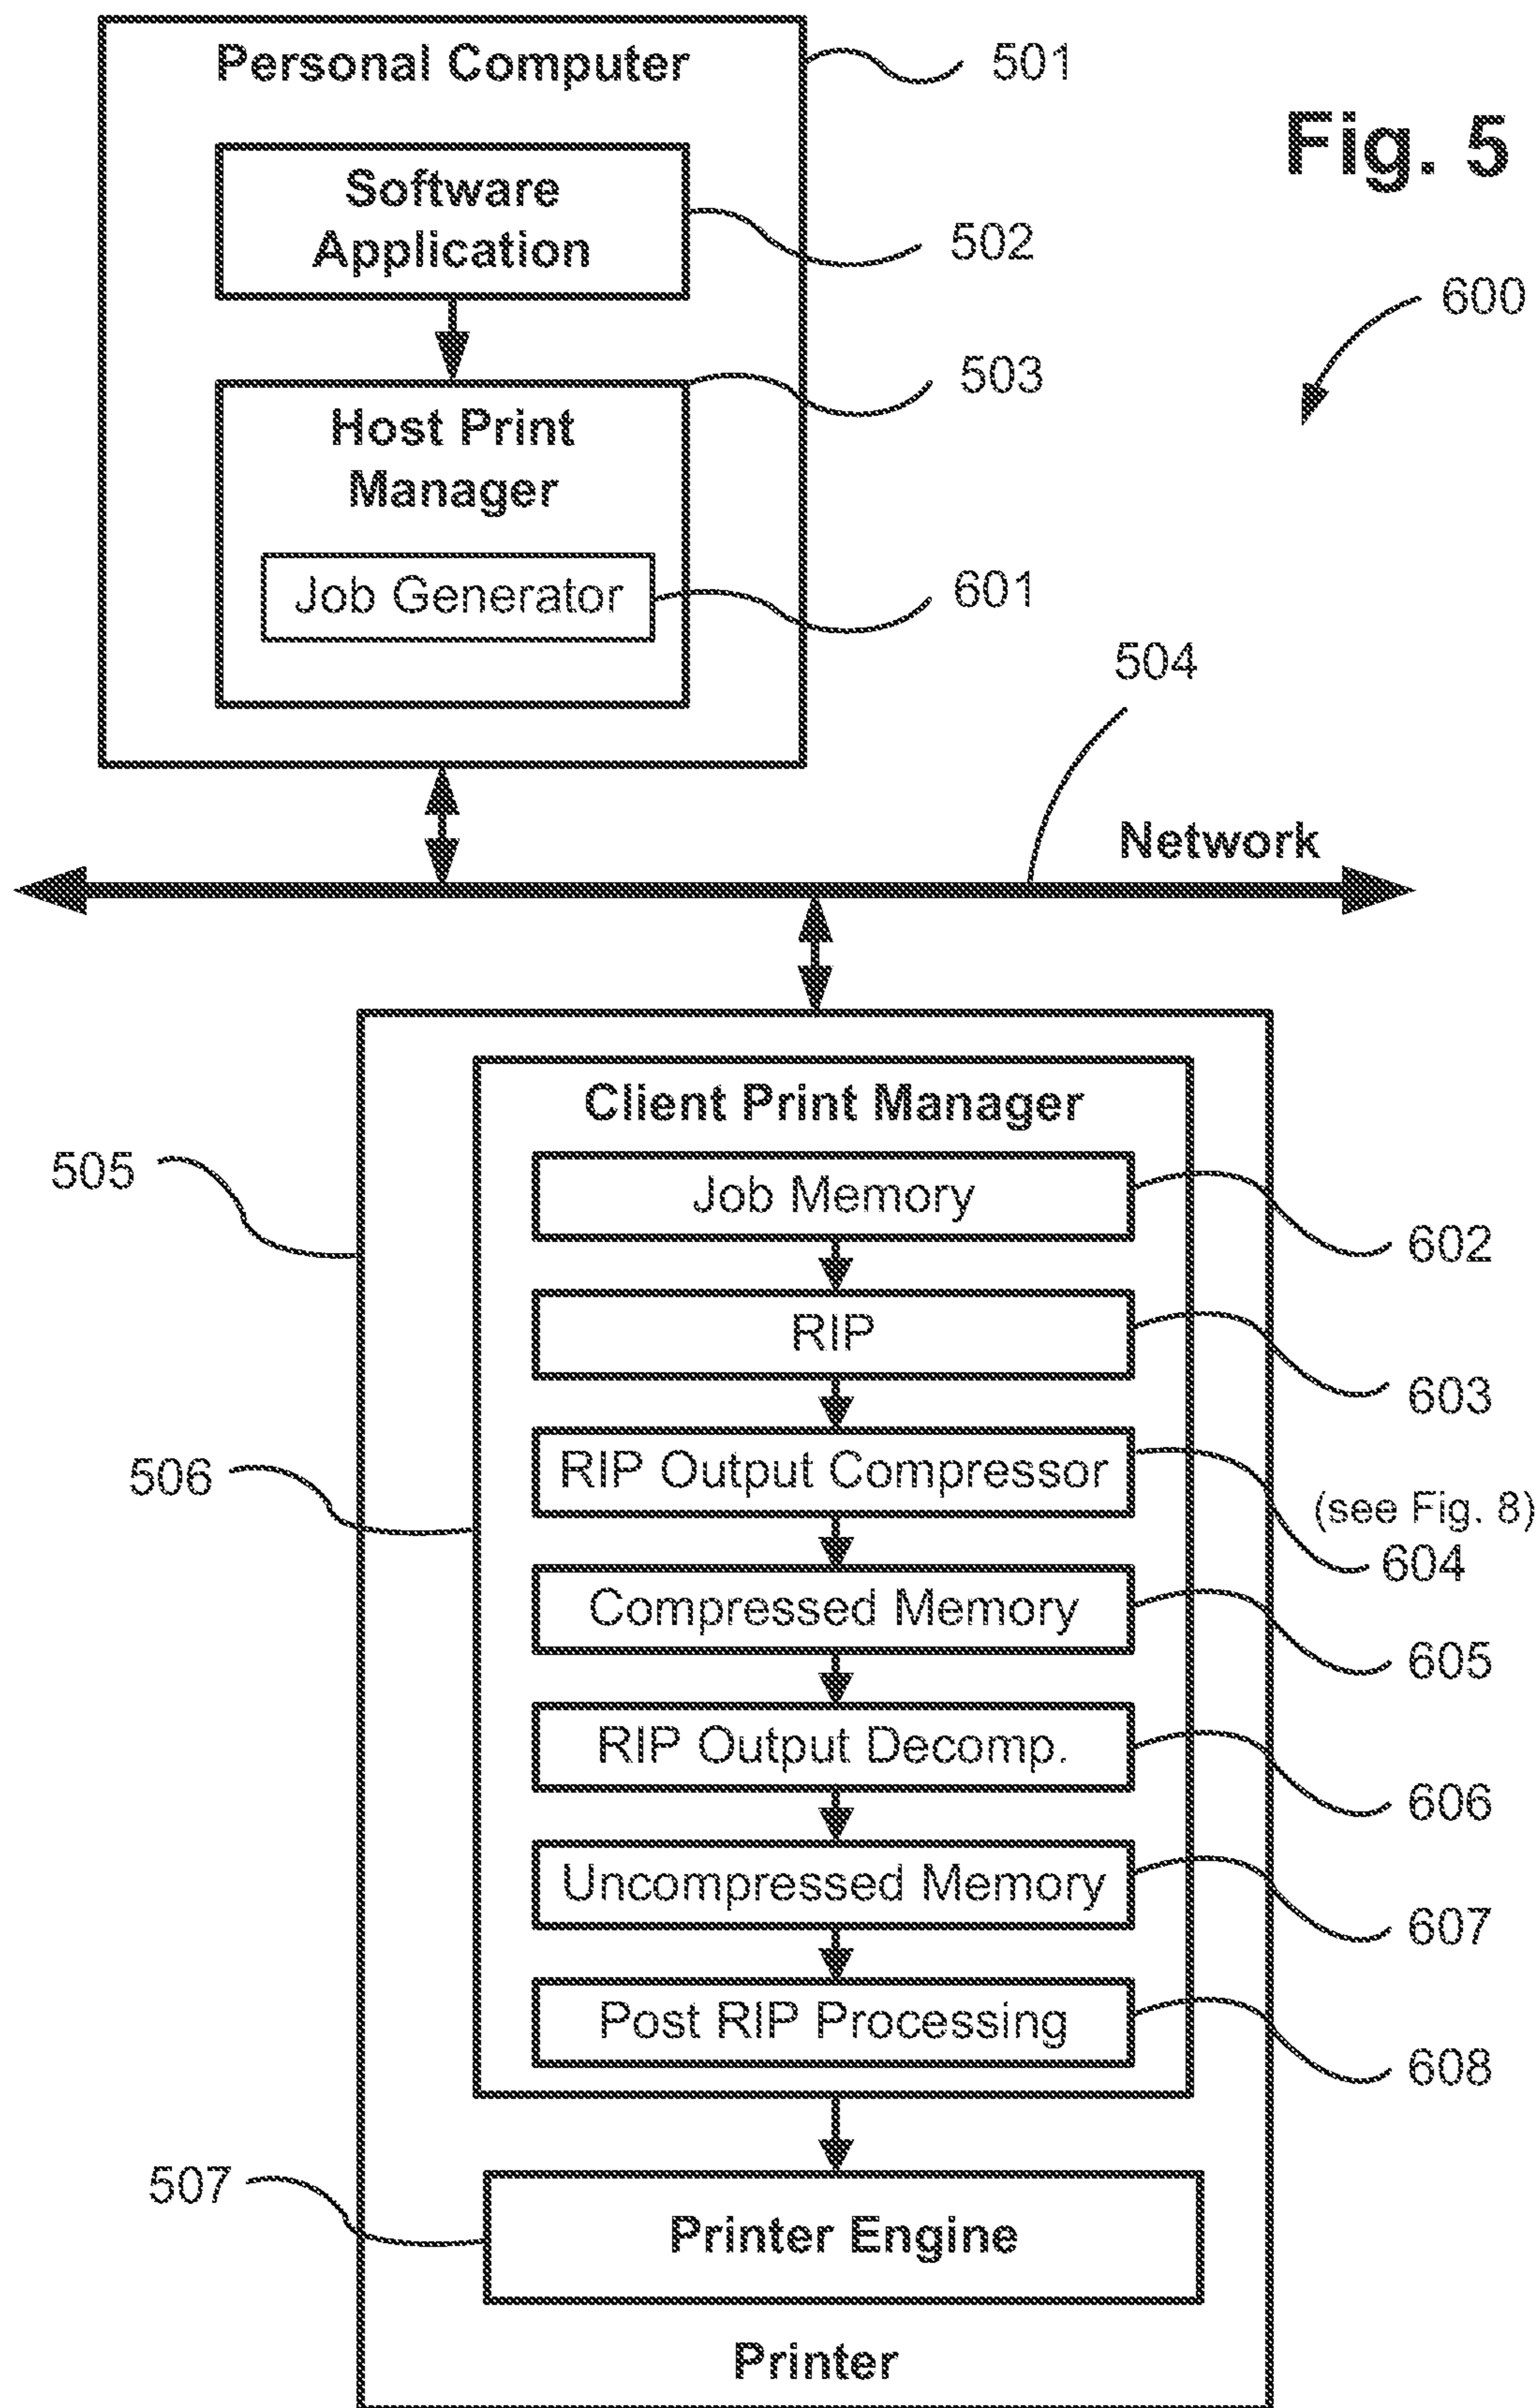 Personal Computer
501
Fig. 5
Software
Application
502
600
503
Host Print
Manager
Job Generator
601
504
Network
Client Print Manager
505
Job Memory
602
RIP
603
506
RIP Output Compressor
(see Fig. 8)
604
Compressed Memory
605
RIP Output Decomp.
606
Uncompressed Memory
607
Post RIP Processing
608
507
Printer Engine
Printer